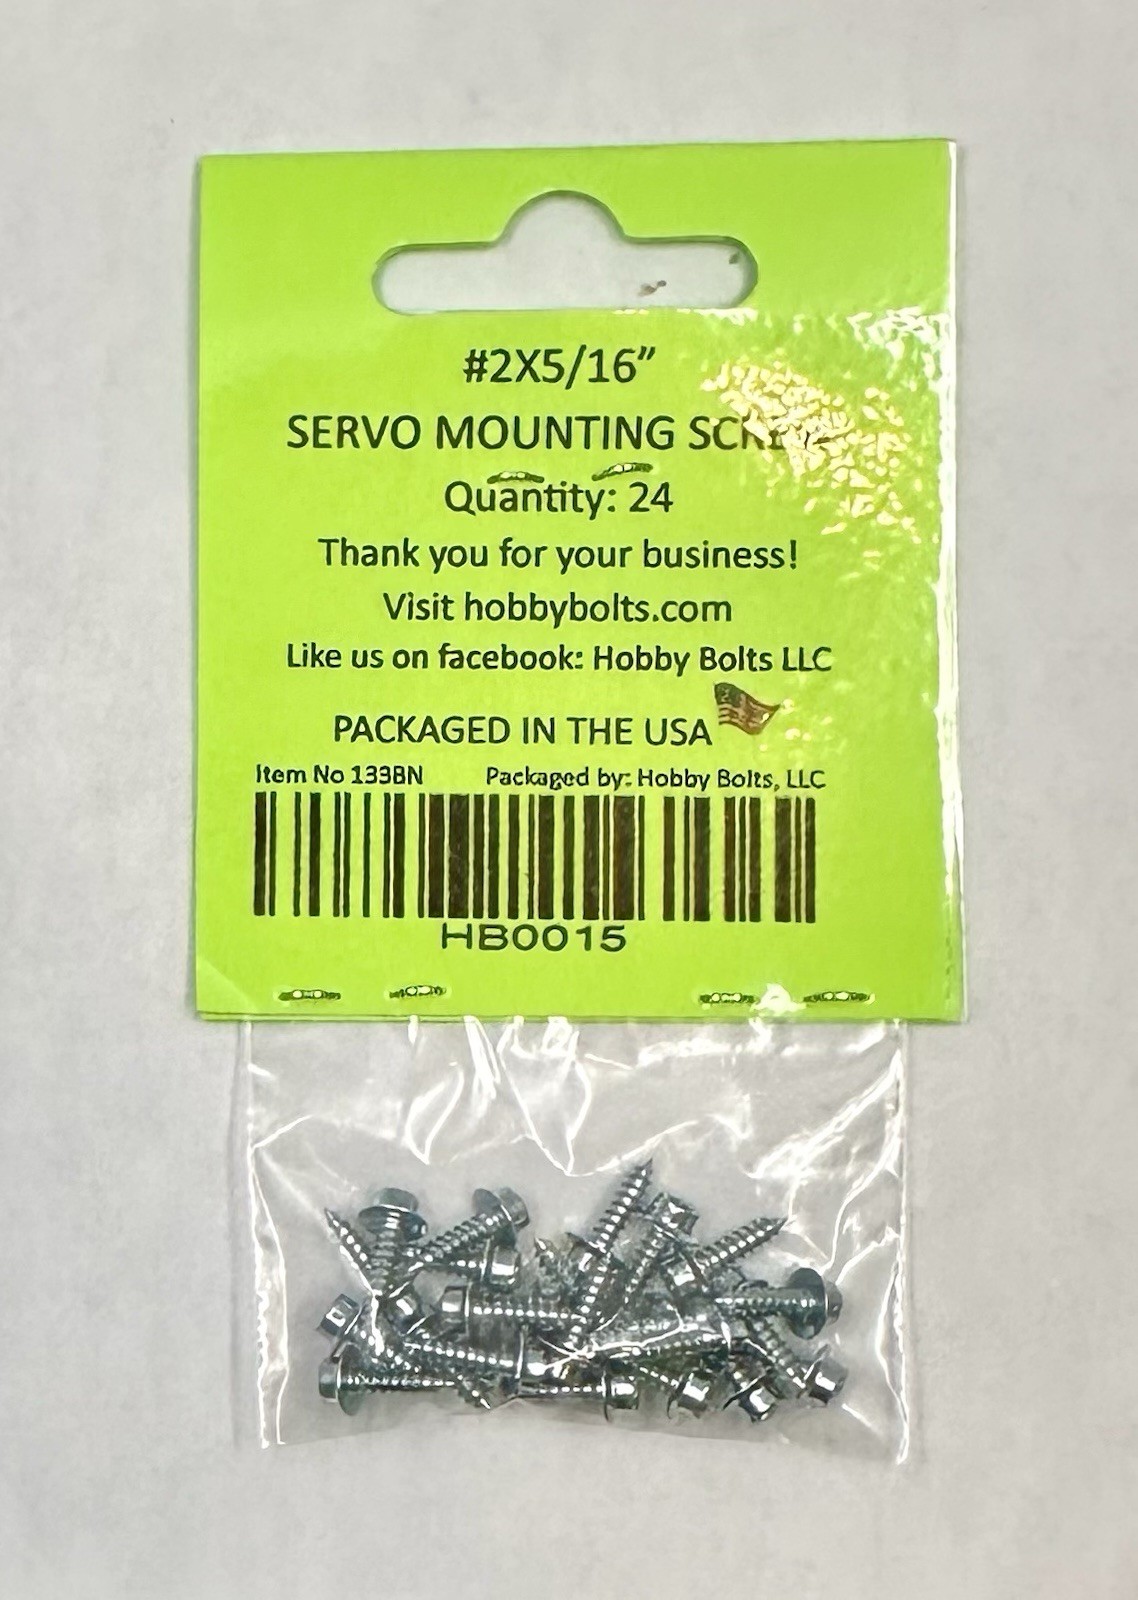 #2X5/16”
SERVO MOUNTING
Quantity: 24
Thank you for your business!
Visit hobbybolts.com
Like us on facebook: Hobby Bolts LLC
PACKAGED IN THE USA
Item No 133BN Packaged by: Hobby Bolts, LLC
HB0015